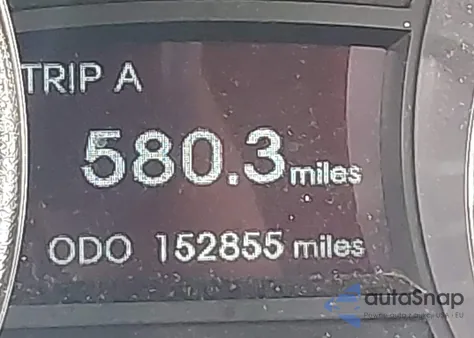 TRIP A
580.3 miles
ODO 152855 miles
autoSnap